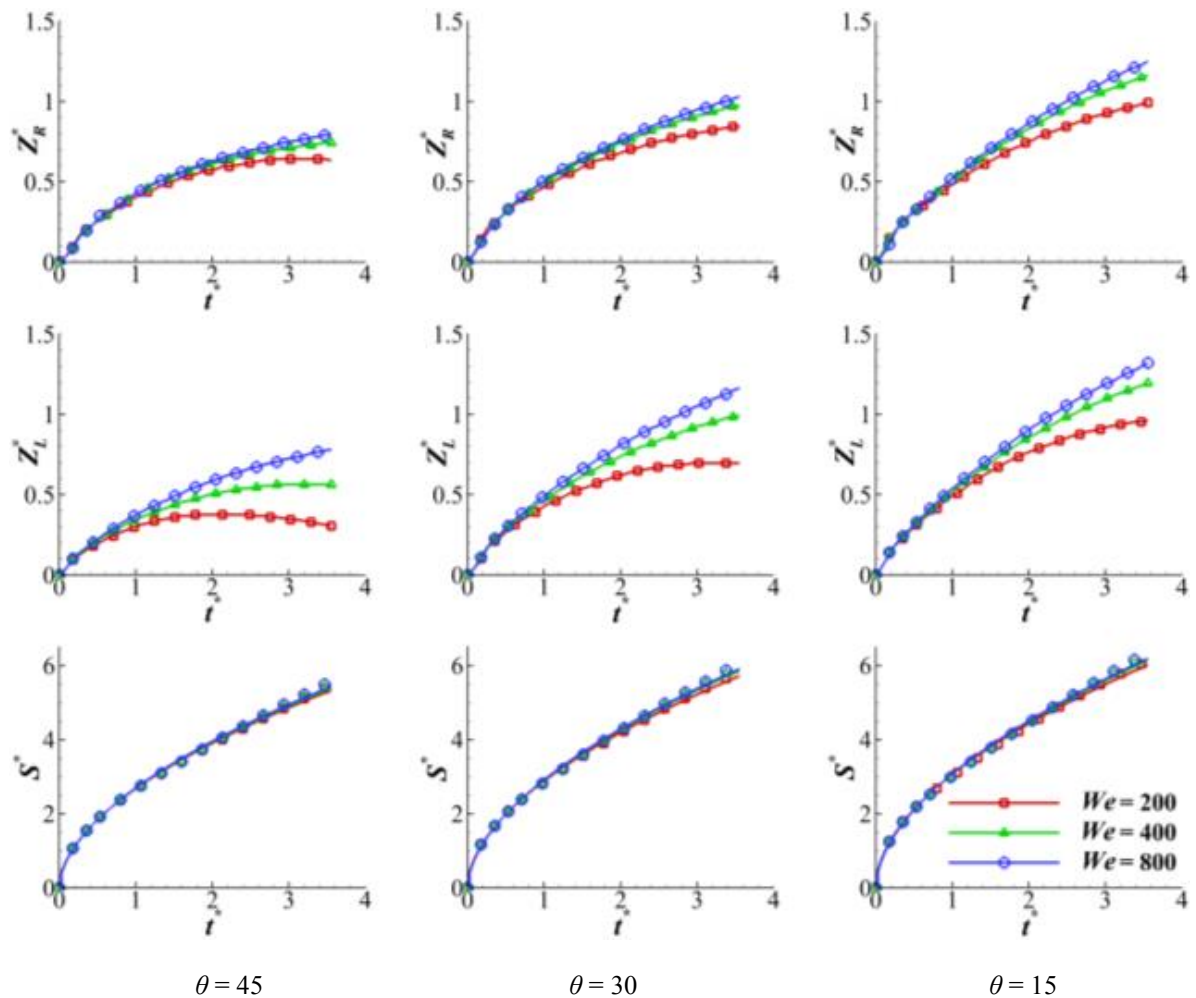 1.5 1.5 1.5
1 1 1
Z*R Z*R Z*R
0.5 0.5 0.5
0 0 0
0 1 2 3 4 0 1 2 3 4 0 1 2 3 4
t* t* t*
1.5 1.5 1.5
1 1 1
Z*L Z*L Z*L
0.5 0.5 0.5
0 0 0
0 1 2 3 4 0 1 2 3 4 0 1 2 3 4
t* t* t*
6 6 6
4 4 4
S* S* S*
2 2 2
We = 200
We = 400
We = 800
0 0 0
0 1 2 3 4 0 1 2 3 4 0 1 2 3 4
t* t* t*
θ = 45 θ = 30 θ = 15